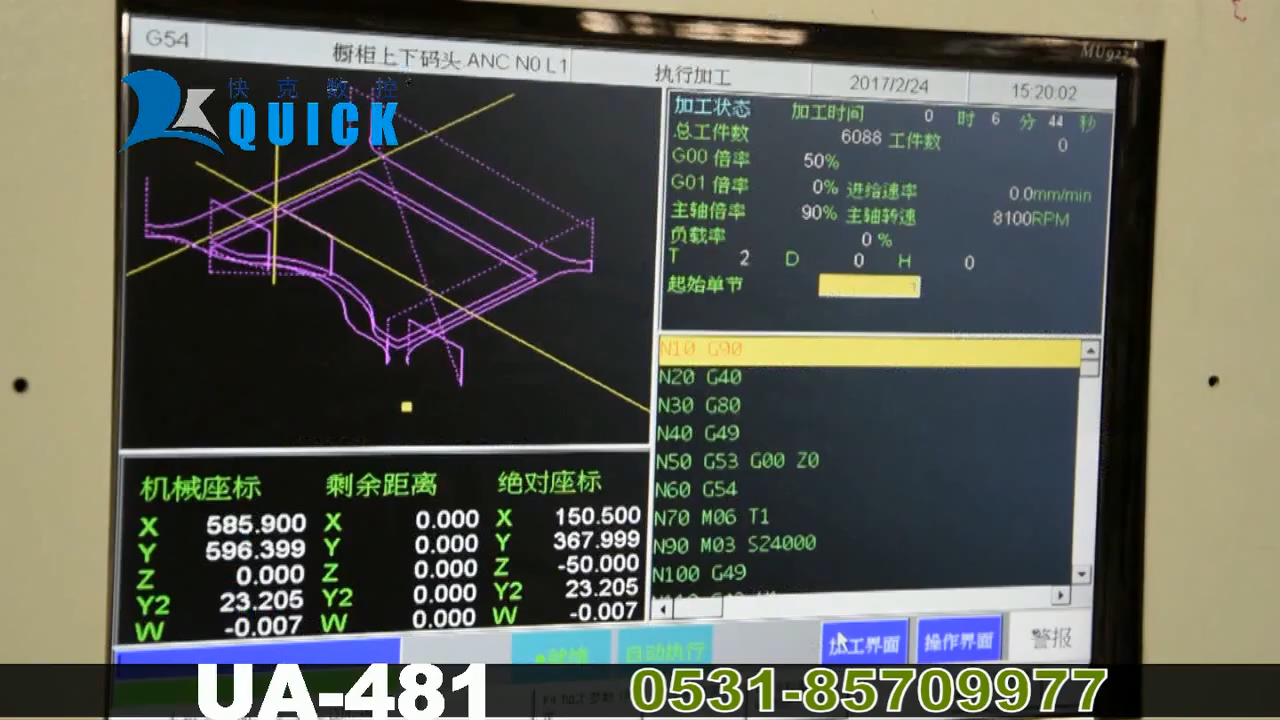 G54 橱柜上下码头.ANC N0 L1 执行加工 2017/2/24 15:20:02
快克数控
QUICK
加工状态 加工时间 0 时 6 分 44 秒
总工件数 6088 工件数 0
G00 倍率 50%
G01 倍率 0% 进给速率 0.0mm/min
主轴倍率 90% 主轴转速 8100RPM
负载率 0 %
T 2 D 0 H 0
起始单节 1
N10 G90
N20 G40
N30 G80
N40 G49
N50 G53 G00 Z0
N60 G54
N70 M06 T1
N90 M03 S24000
N100 G49
机械座标 剩余距离 绝对座标
X 585.900 X 0.000 X 150.500
Y 596.399 Y 0.000 Y 367.999
Z 0.000 Z 0.000 Z -50.000
Y2 23.205 Y2 0.000 Y2 23.205
W -0.007 W 0.000 W -0.007
自动执行 加工界面 操作界面 警报
UA-481 0531-85709977